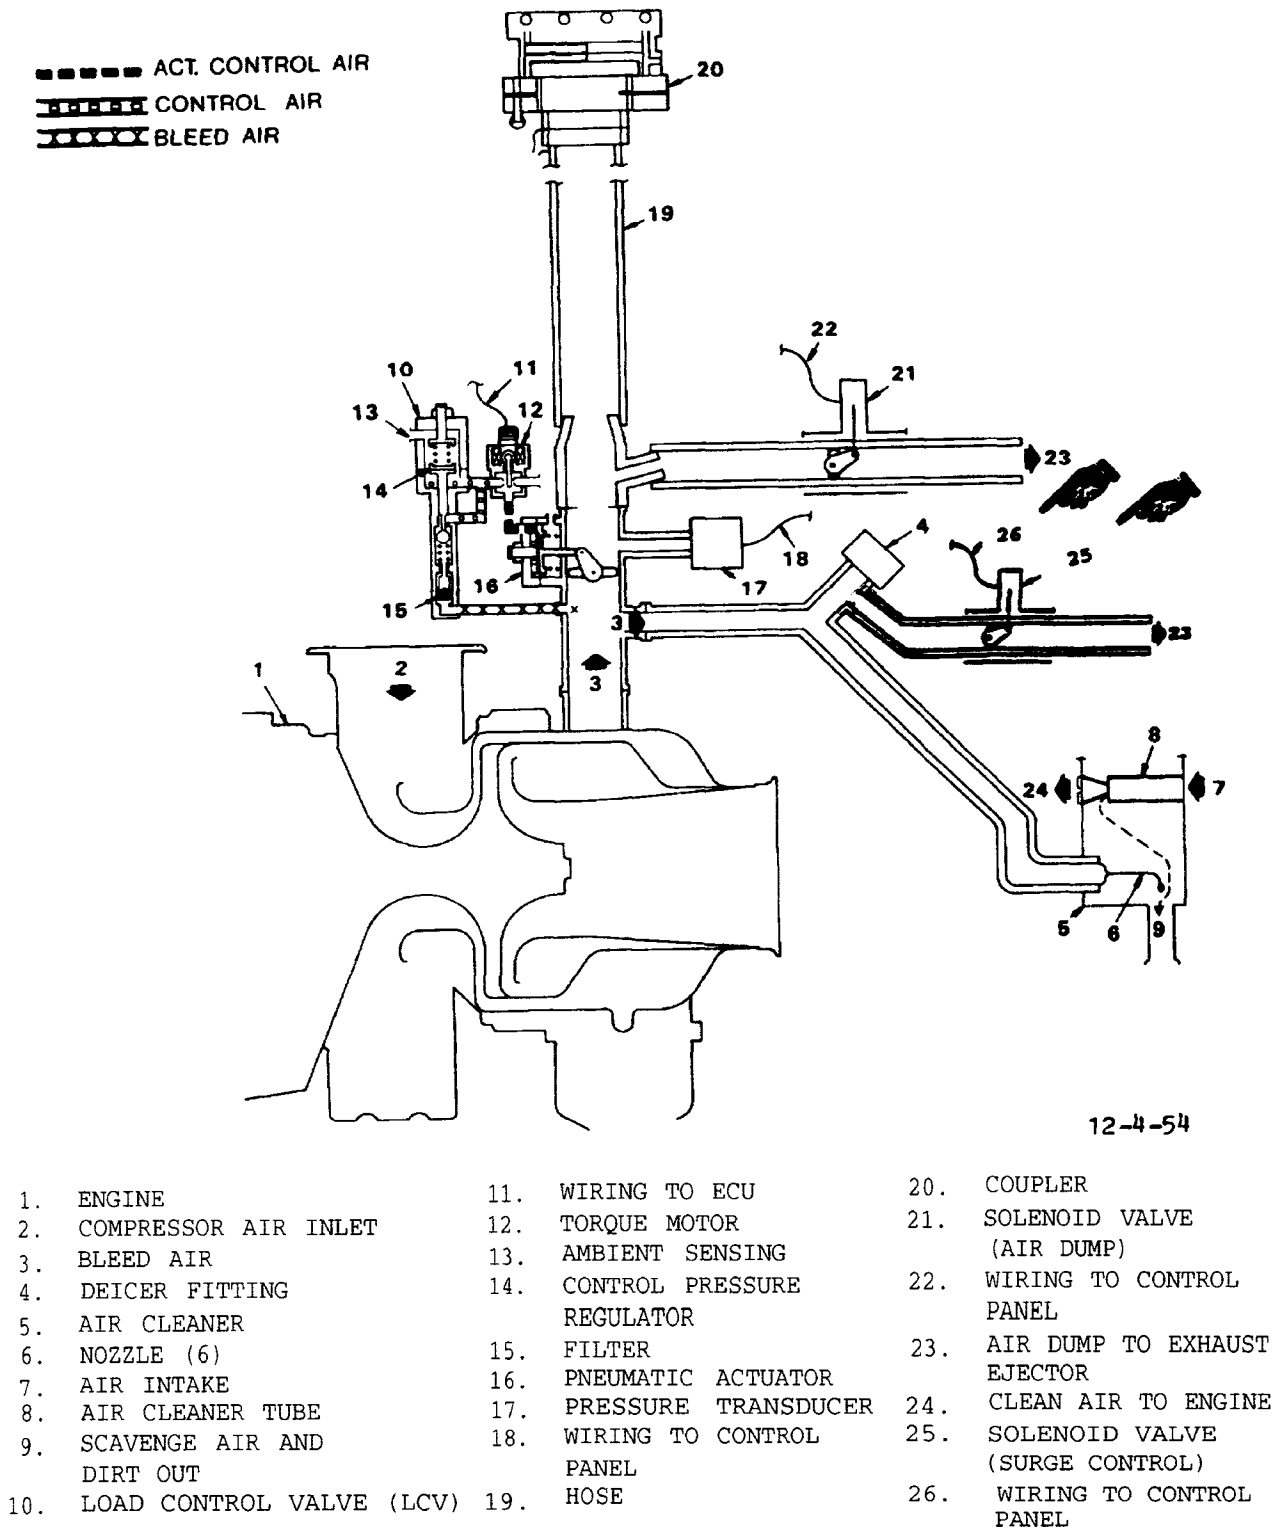 ACT. CONTROL AIR
CONTROL AIR
BLEED AIR
20
19
22
21
23
10
11
12
13
14
16
15
18
17
4
26
25
3
23
3
1
2
8
24
7
5
6
9
12-4-54
1. ENGINE
2. COMPRESSOR AIR INLET
3. BLEED AIR
4. DEICER FITTING
5. AIR CLEANER
6. NOZZLE (6)
7. AIR INTAKE
8. AIR CLEANER TUBE
9. SCAVENGE AIR AND
DIRT OUT
10. LOAD CONTROL VALVE (LCV)
11. WIRING TO ECU
12. TORQUE MOTOR
13. AMBIENT SENSING
14. CONTROL PRESSURE
REGULATOR
15. FILTER
16. PNEUMATIC ACTUATOR
17. PRESSURE TRANSDUCER
18. WIRING TO CONTROL
PANEL
19. HOSE
20. COUPLER
21. SOLENOID VALVE
(AIR DUMP)
22. WIRING TO CONTROL
PANEL
23. AIR DUMP TO EXHAUST
EJECTOR
24. CLEAN AIR TO ENGINE
25. SOLENOID VALVE
(SURGE CONTROL)
26. WIRING TO CONTROL
PANEL